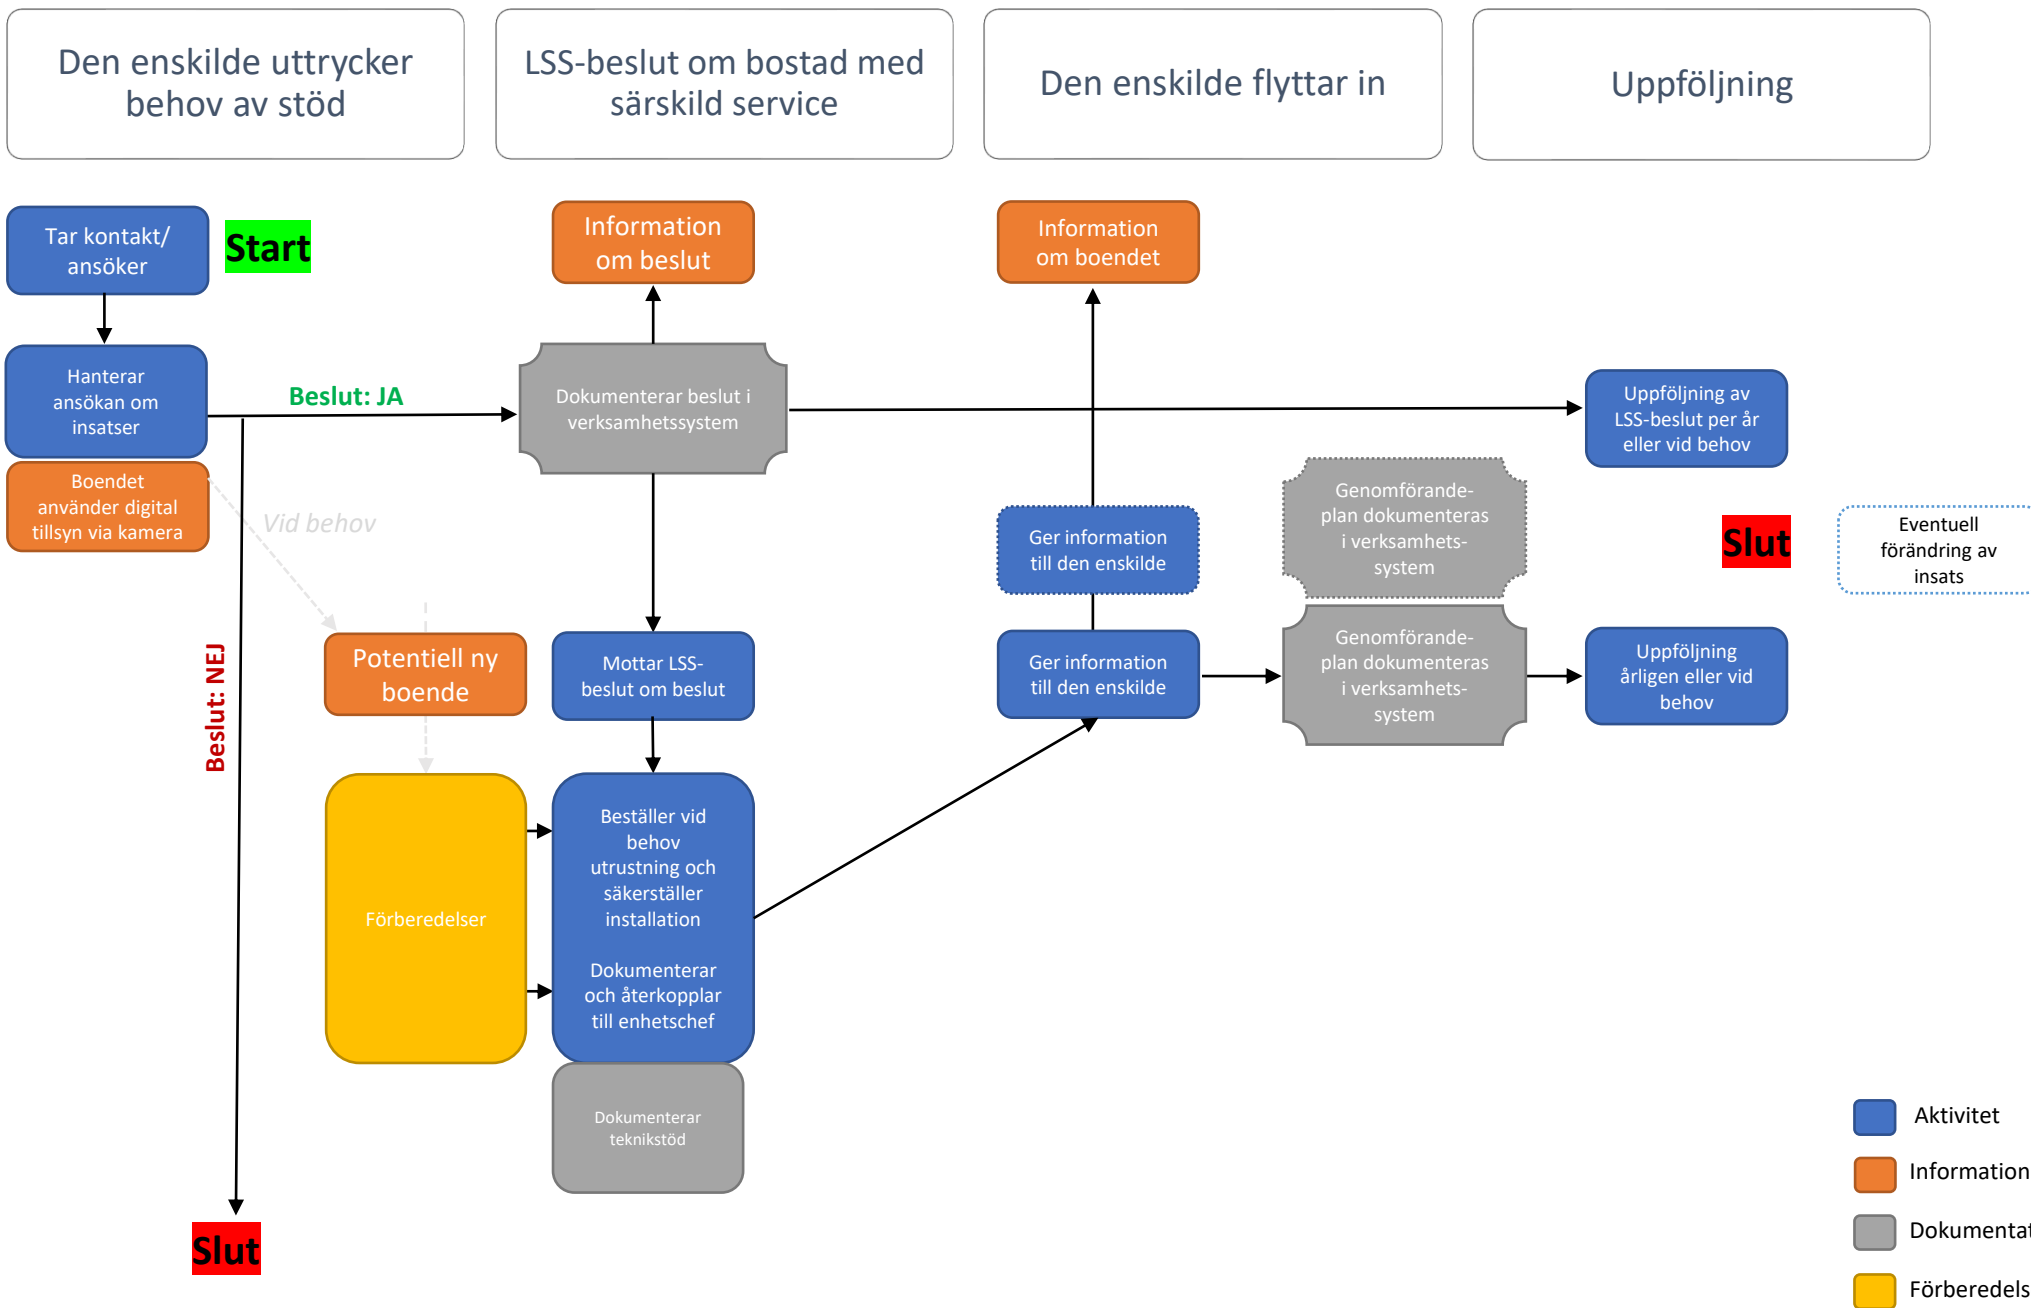 Den enskilde uttrycker
behov av stöd
LSS-beslut om bostad med
särskild service
Den enskilde flyttar in
Uppföljning
Tar kontakt/
ansöker
Start
Information
om beslut
Information
om boendet
Hanterar
ansökan om
insatser
Beslut: JA
Dokumenterar beslut i
verksamhetssystem
Uppföljning av
LSS-beslut per år
eller vid behov
Boendet
använder digital
tillsyn via kamera
Vid behov
Ger information
till den enskilde
Genomförande-
plan dokumenteras
i verksamhets-
system
Slut
Eventuell
förändring av
insats
Beslut: NEJ
Potentiell ny
boende
Mottar LSS-
beslut om beslut
Ger information
till den enskilde
Genomförande-
plan dokumenteras
i verksamhets-
system
Uppföljning
årligen eller vid
behov
Förberedelser
Beställer vid
behov
utrustning och
säkerställer
installation
Dokumenterar
och återkopplar
till enhetschef
Dokumenterar
teknikstöd
Slut
Aktivitet
Information
Dokumentat
Förberedels